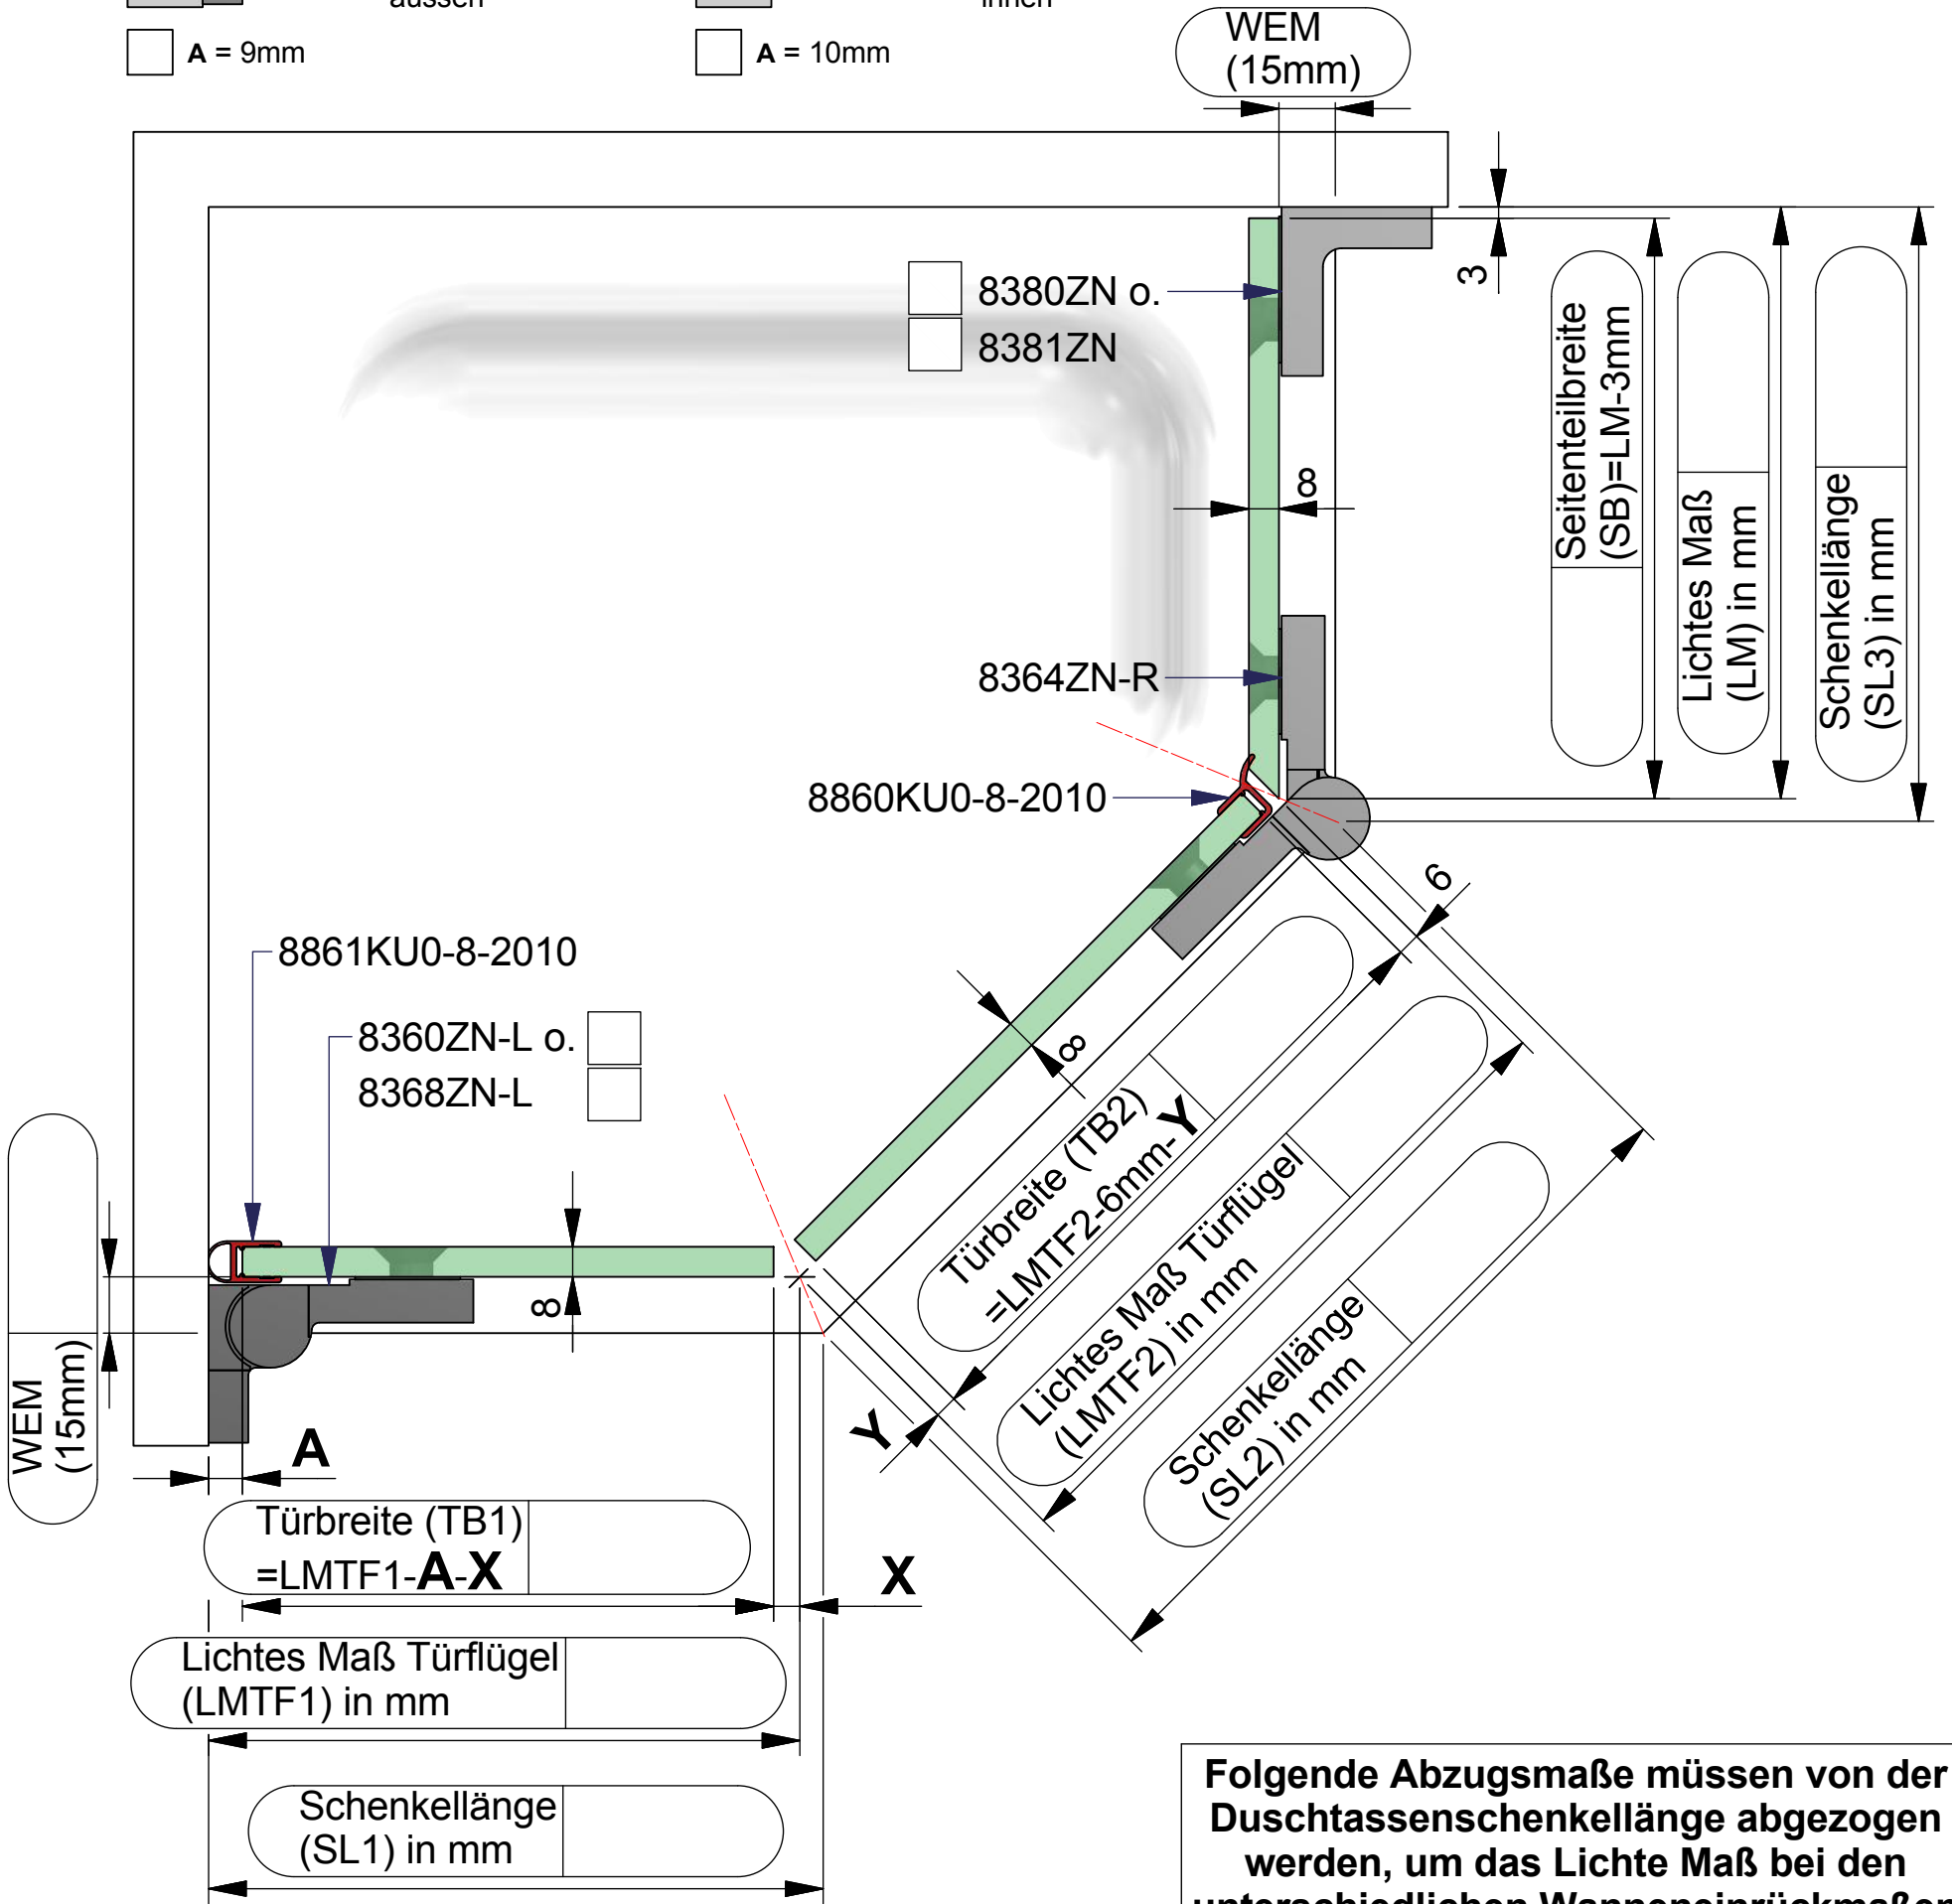 aussen
innen
A = 9mm
A = 10mm
WEM
(15mm)
8380ZN o.
8381ZN
3
Seitenteilbreite
(SB)=LM-3mm
Lichtes Maß
(LM) in mm
Schenkellänge
(SL3) in mm
8
8364ZN-R
8860KU0-8-2010
6
8861KU0-8-2010
8360ZN-L o.
8368ZN-L
8
Türbreite (TB2)
=LMTF2-6mm-Y
Lichtes Maß Türflügel
(LMTF2) in mm
Schenkellänge
(SL2) in mm
8
WEM
(15mm)
Y
A
Türbreite (TB1)
=LMTF1-A-X
X
Lichtes Maß Türflügel
(LMTF1) in mm
Schenkellänge
(SL1) in mm
Folgende Abzugsmaße müssen von der
Duschtassenschenkellänge abgezogen
werden, um das Lichte Maß bei den
unterschiedlichen Wanneneinrückmaßen